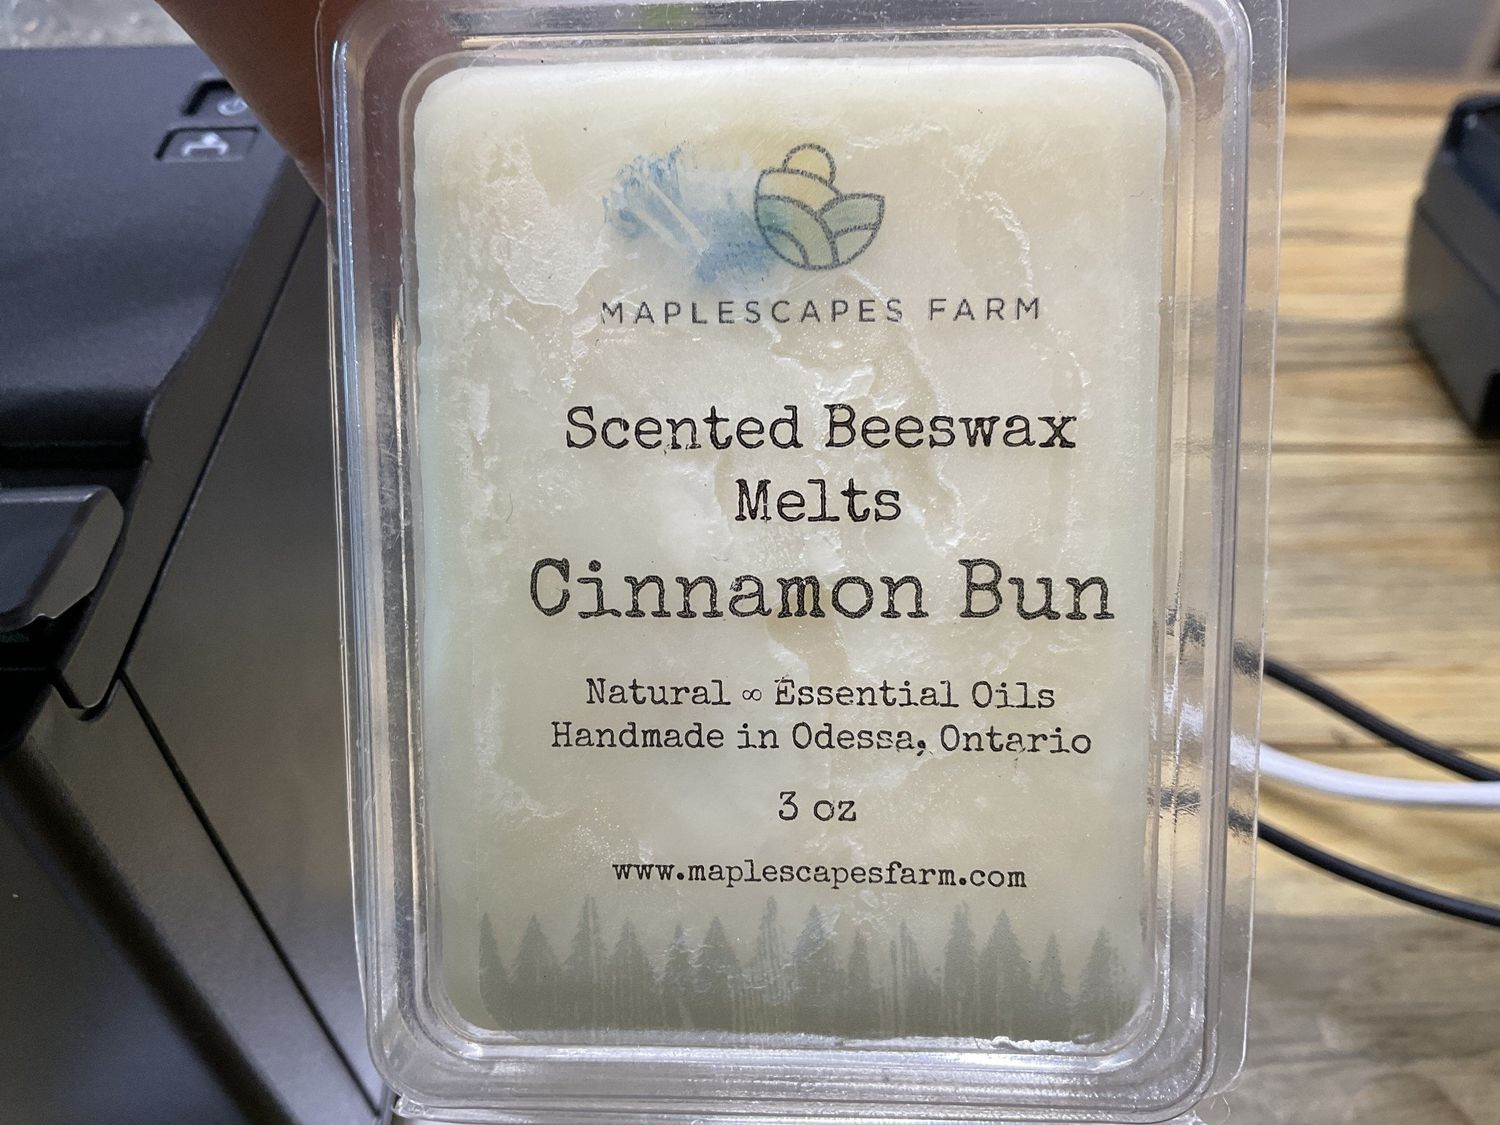 MAPLESCAPES FARM
Scented Beeswax
Melts
Cinnamon Bun
Natural ∞ Essential Oils
Handmade in Odessa, Ontario
3 oz
www.maplescapesfarm.com